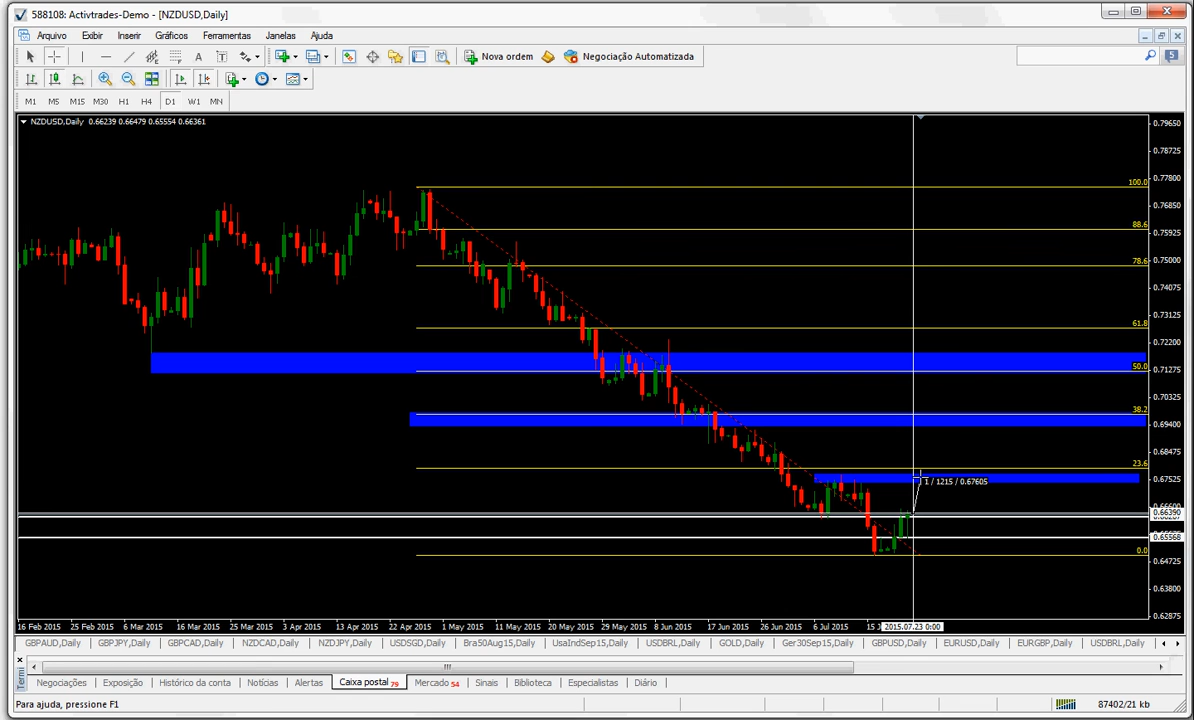 588108: Activtrades-Demo - [NZDUSD,Daily]
Arquivo Exibir Inserir Gráficos Ferramentas Janelas Ajuda
A T Nova ordem Negociação Automatizada 5
M1 M5 M15 M30 H1 H4 D1 W1 MN
NZDUSD,Daily 0.66239 0.66479 0.65554 0.66361
0.79650
0.78725
100.0 0.77800
0.76850
88.6 0.75925
78.6 0.75000
0.74075
61.8 0.73125
0.72200
50.0 0.71275
0.70325
38.2 0.69400
0.68475
23.6
1 / 1215 / 0.67605 0.67525
0.66390
0.65568
0.0 0.64725
0.63800
0.62875
16 Feb 2015 25 Feb 2015 6 Mar 2015 16 Mar 2015 25 Mar 2015 3 Apr 2015 13 Apr 2015 22 Apr 2015 1 May 2015 11 May 2015 20 May 2015 29 May 2015 8 Jun 2015 17 Jun 2015 26 Jun 2015 6 Jul 2015 2015.07.23 0:00
GBPAUD,Daily GBPJPY,Daily GBPCAD,Daily NZDCAD,Daily NZDJPY,Daily USDSGD,Daily Bra50Aug15,Daily UsaIndSep15,Daily USDBRL,Daily GOLD,Daily Ger30Sep15,Daily GBPUSD,Daily EURUSD,Daily EURGBP,Daily USDBRL,Daily
Termi
Negociações Exposição Histórico da conta Notícias Alertas Caixa postal 79 Mercado 54 Sinais Biblioteca Especialistas Diário
Para ajuda, pressione F1 87402/21 kb